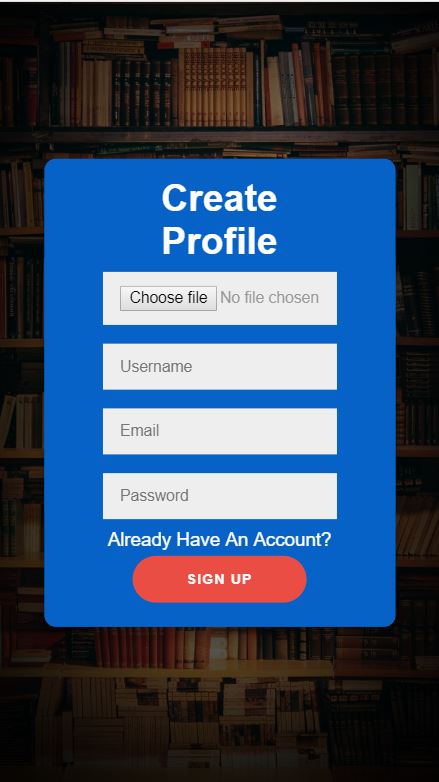 Create
Profile
Choose file No file chosen
Username
Email
Password
Already Have An Account?
SIGN UP